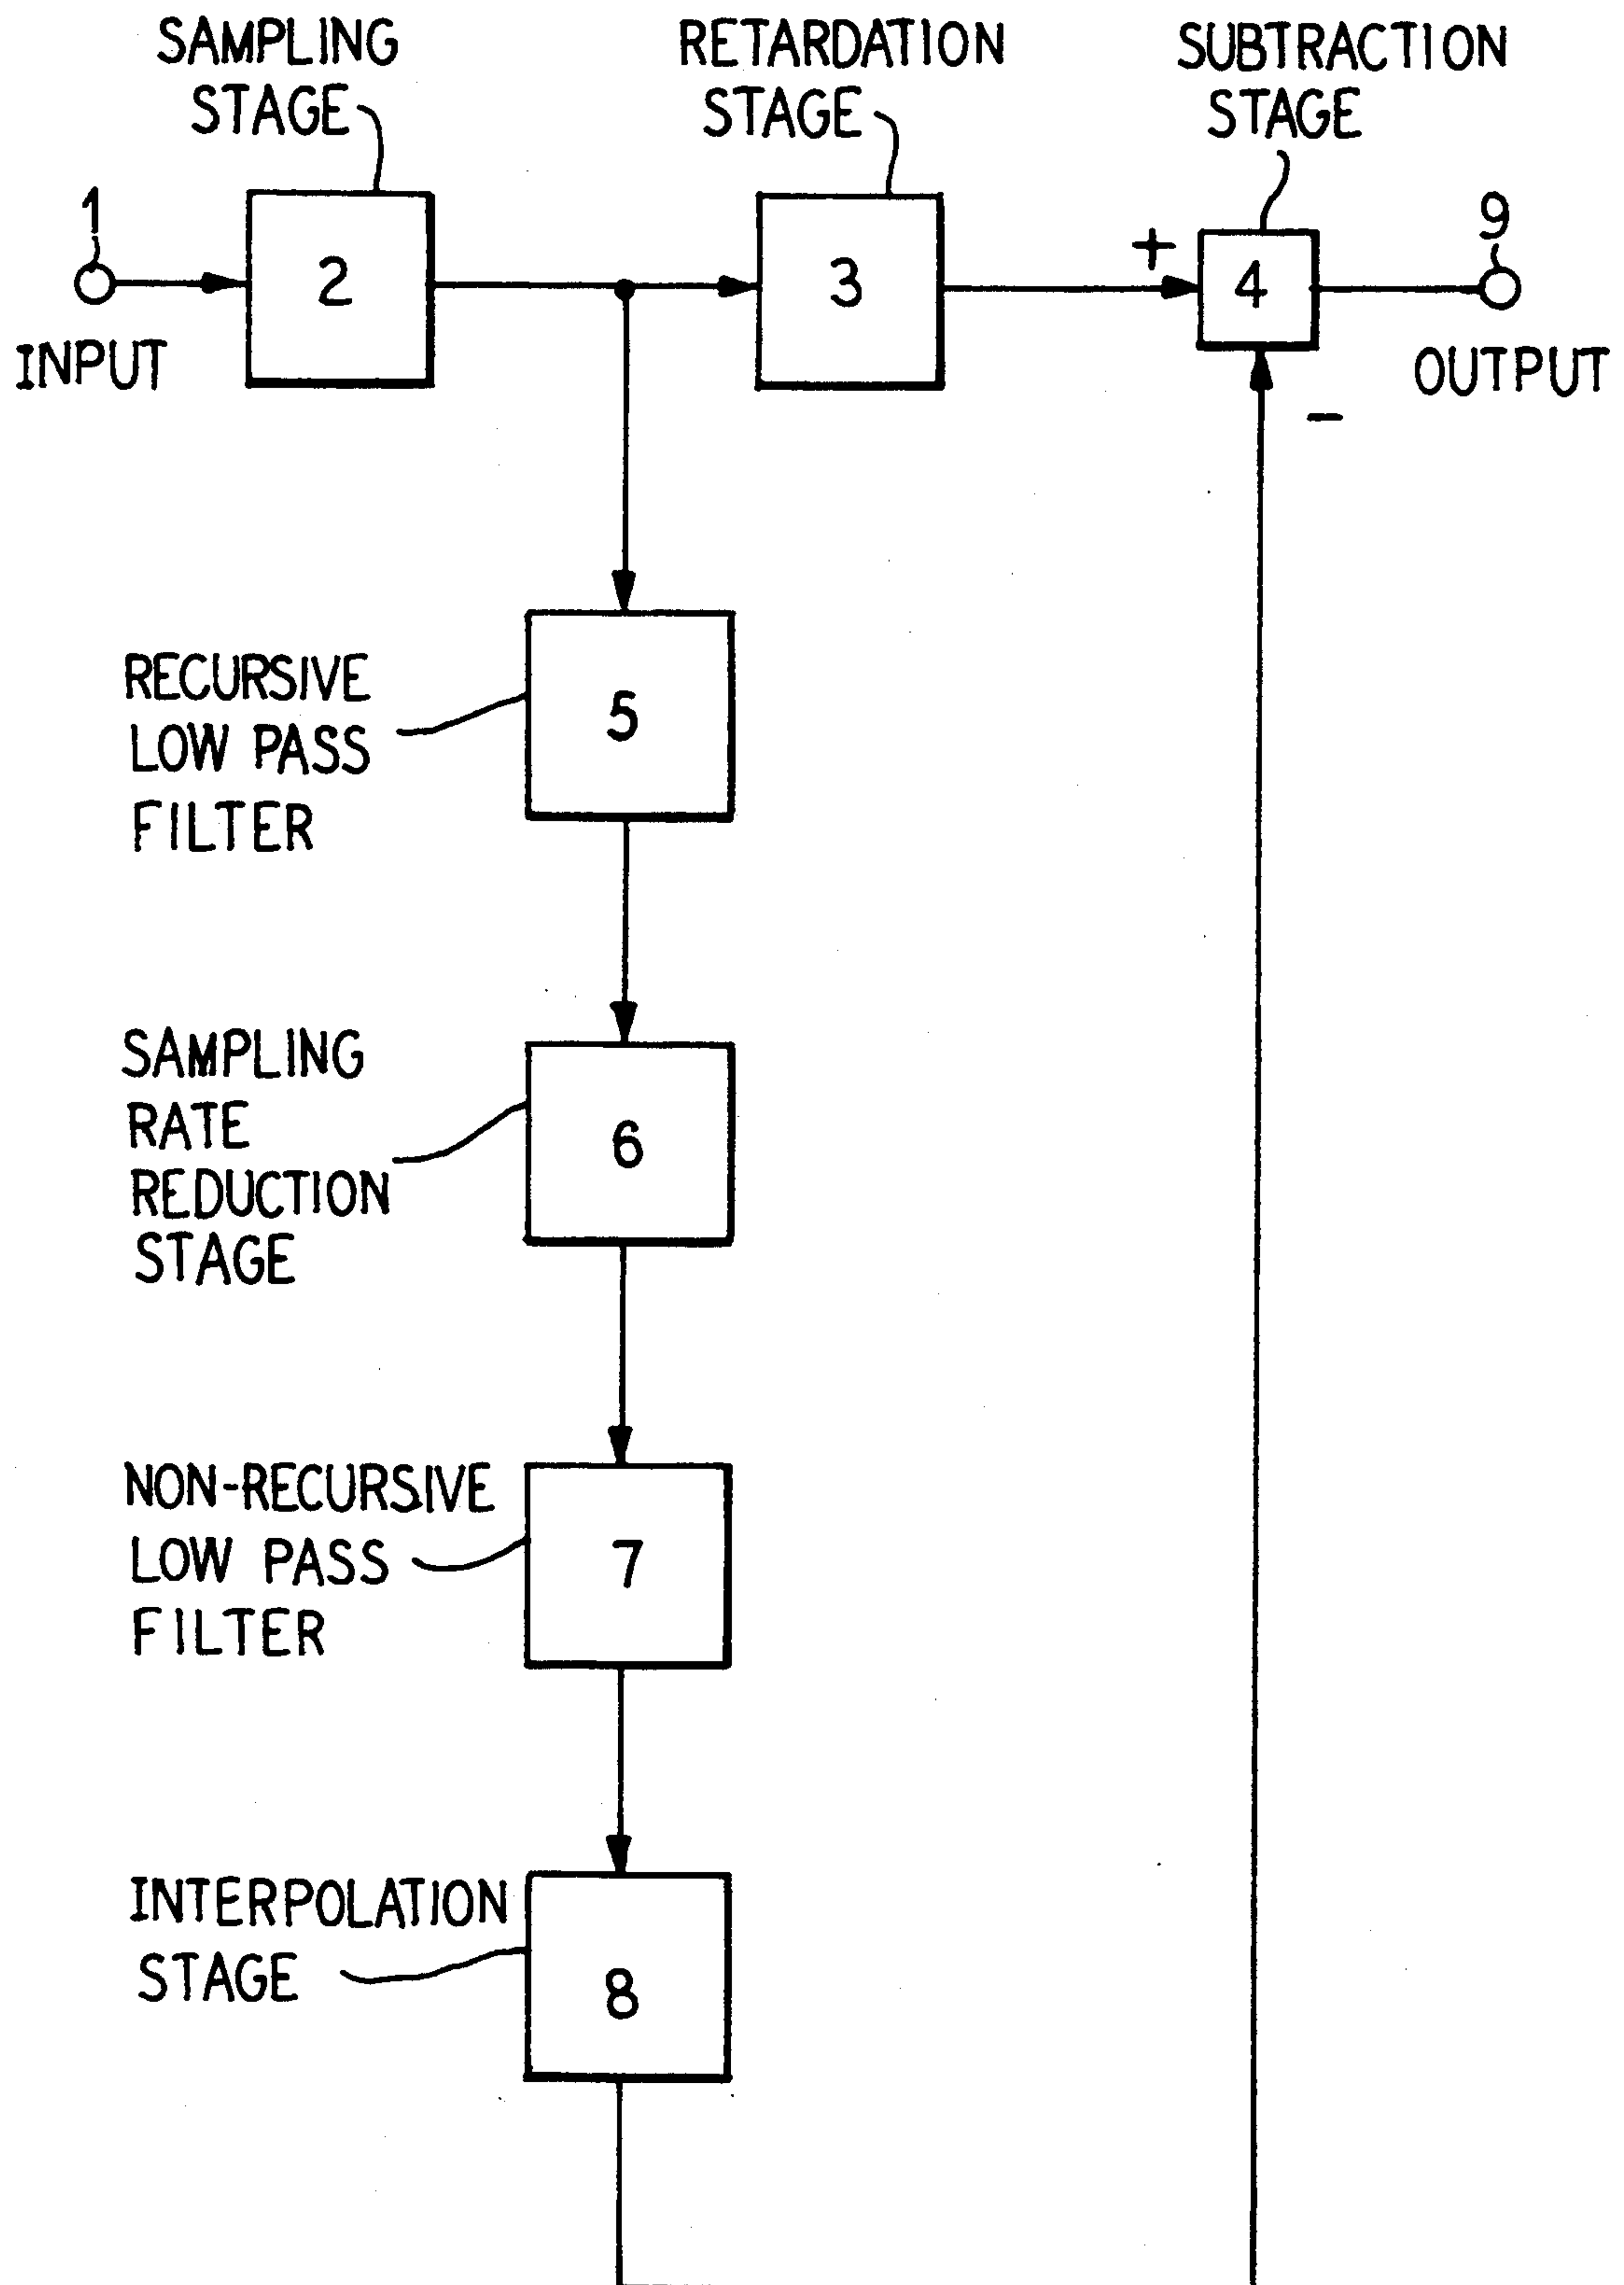 SAMPLING
STAGE
RETARDATION
STAGE
SUBTRACTION
STAGE
1
2
3
+
4
9
INPUT
OUTPUT
-
RECURSIVE
LOW PASS
FILTER
5
SAMPLING
RATE
REDUCTION
STAGE
6
NON-RECURSIVE
LOW PASS
FILTER
7
INTERPOLATION
STAGE
8